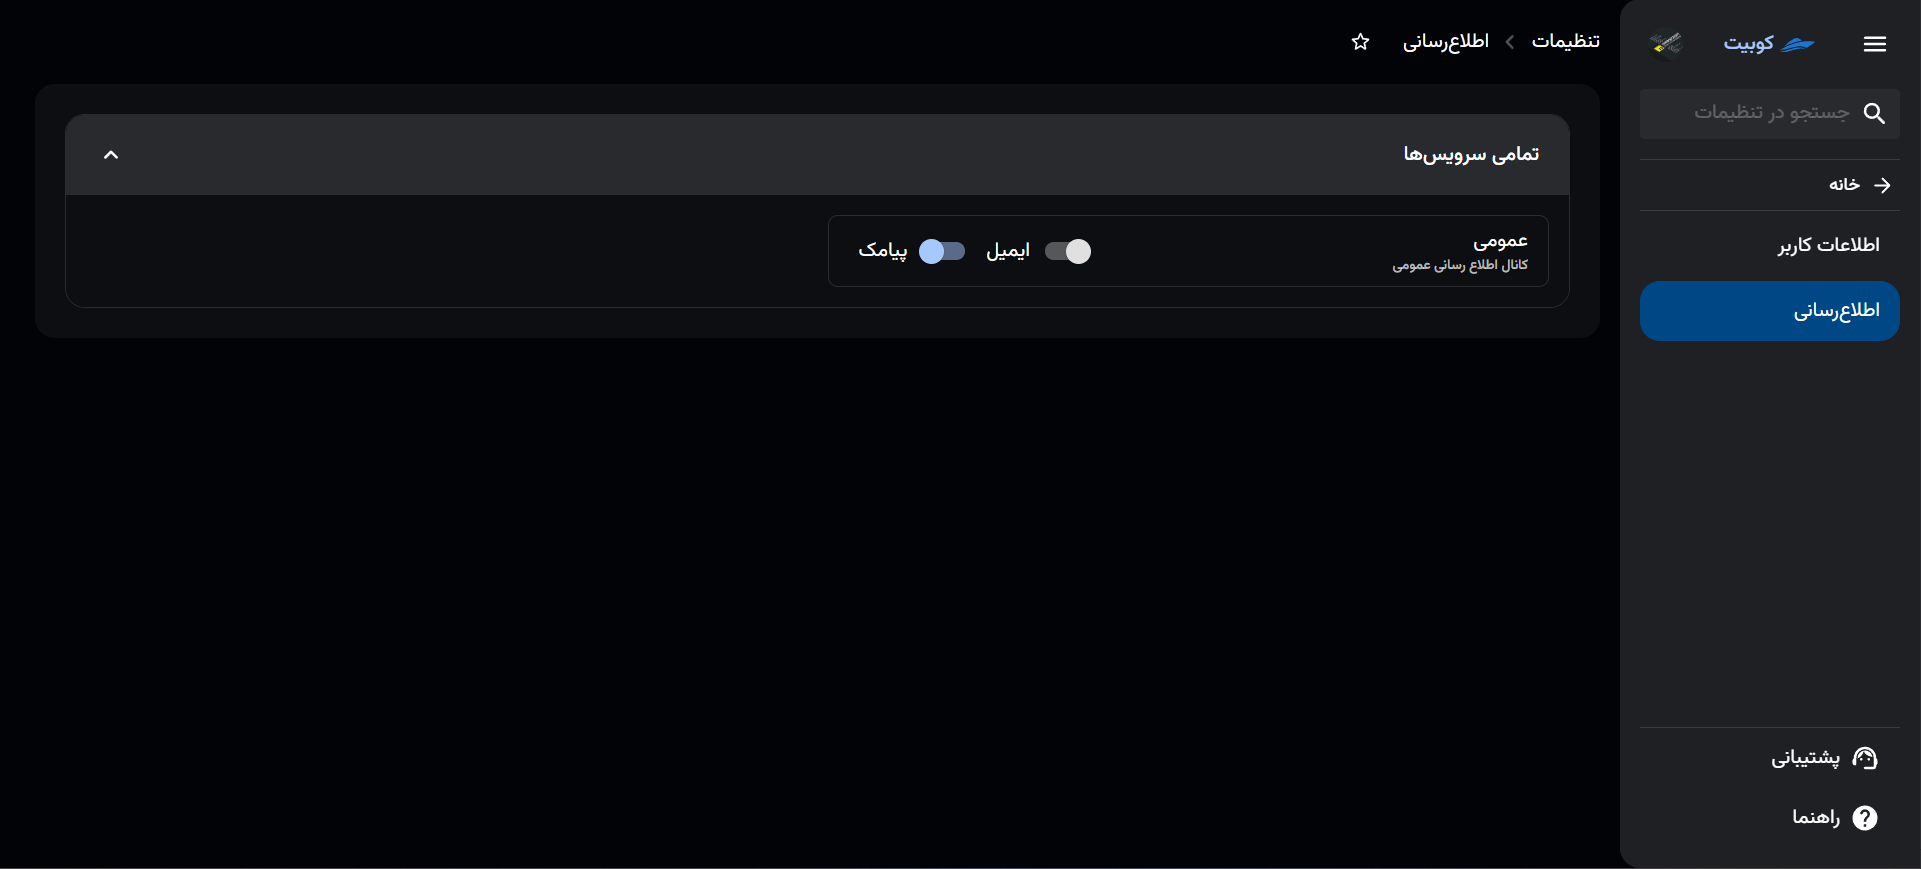 کوبیت
جستجو در تنظیمات
خانه
اطلاعات کاربر
اطلاع‌رسانی
پشتیبانی
راهنما
تنظیمات
اطلاع‌رسانی
تمامی سرویس‌ها
عمومی
کانال اطلاع رسانی عمومی
ایمیل
پیامک